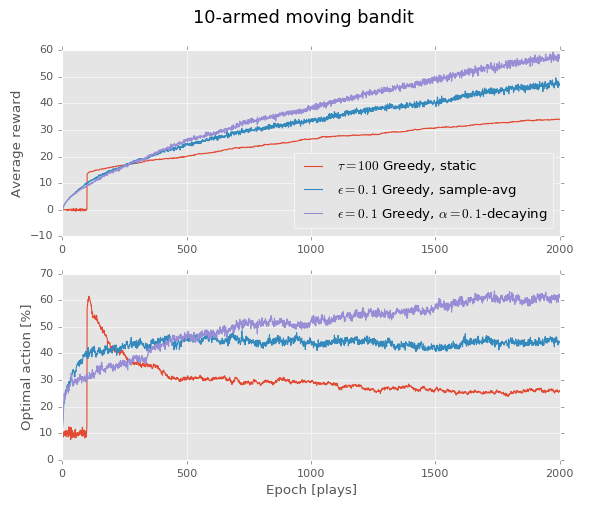 10-armed moving bandit
60
50
40
30
20
10
0
−10
Average reward
τ=100 Greedy, static
ϵ=0.1 Greedy, sample-avg
ϵ=0.1 Greedy, α=0.1-decaying
0 500 1000 1500 2000
70
60
50
40
30
20
10
0
Optimal action [%]
0 500 1000 1500 2000
Epoch [plays]